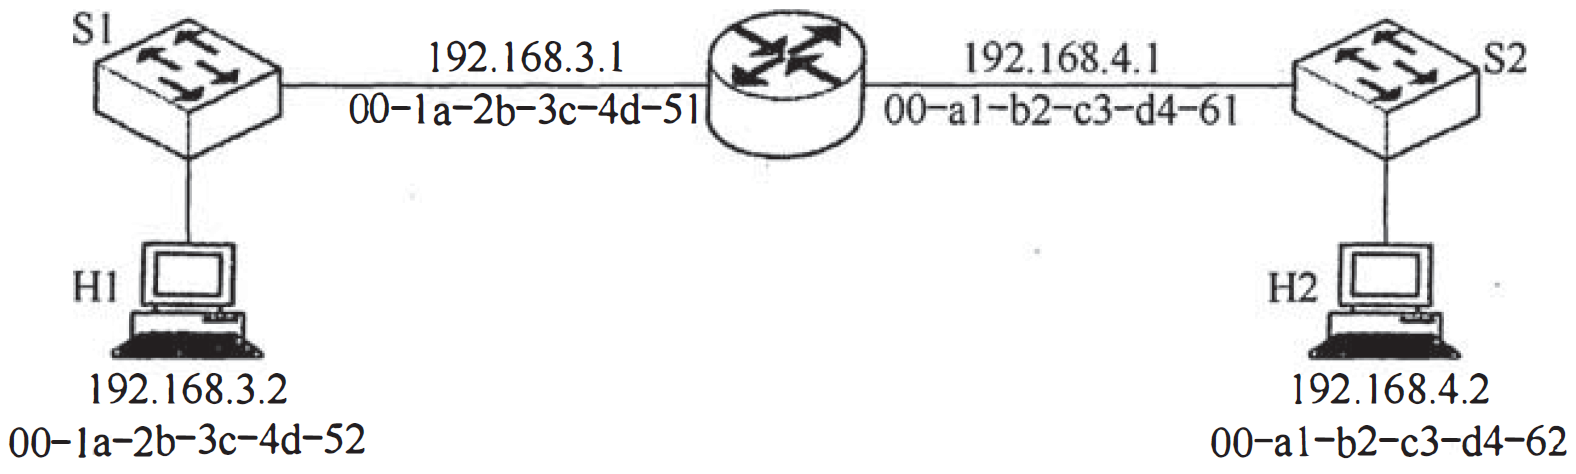 S1
192.168.3.1
00-1a-2b-3c-4d-51
192.168.4.1
00-a1-b2-c3-d4-61
S2
H1
192.168.3.2
00-1a-2b-3c-4d-52
H2
192.168.4.2
00-a1-b2-c3-d4-62